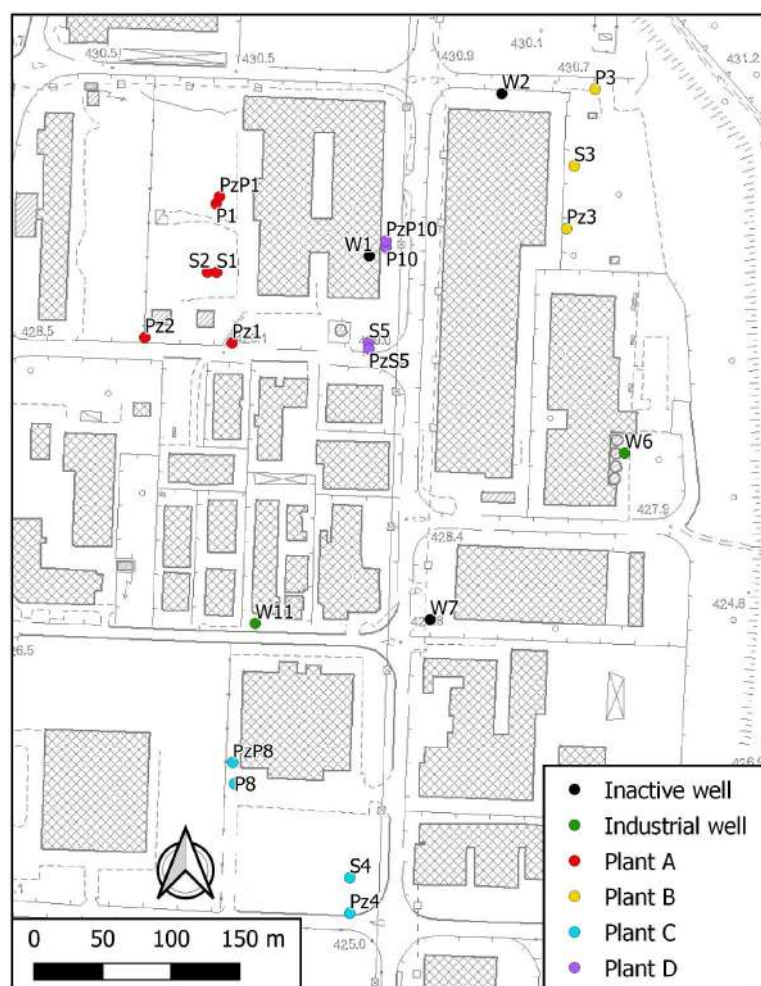 430.5
430.5
430.9
430.1
430.7
431.2
W2
P3
S3
PzP1
P1
Pz3
PzP10
W1
P10
S2 S1
428.5
Pz2
Pz1
S5
PzS5
W6
427.9
428.4
424.8
W11
W7
26.5
PzP8
P8
426.9
S4
Pz4
425.0
0 50 100 150 m
Inactive well
Industrial well
Plant A
Plant B
Plant C
Plant D